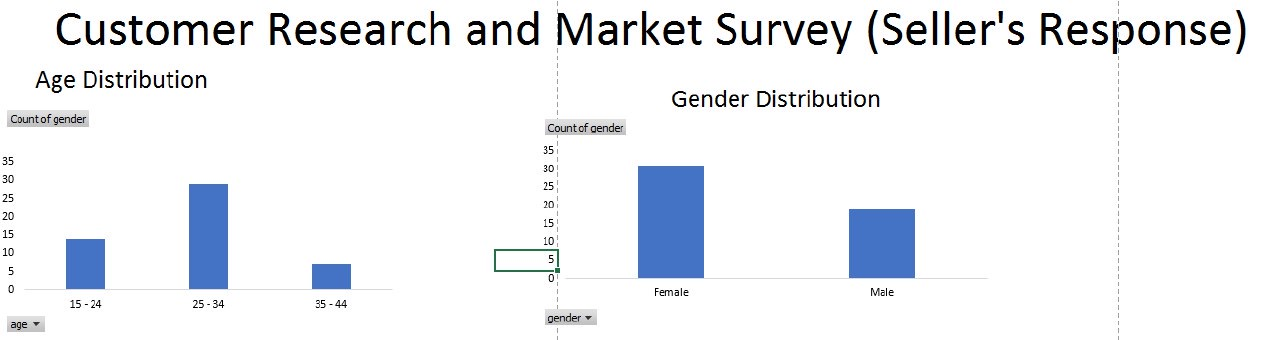 Customer Research and Market Survey (Seller's Response)
Age Distribution
Count of gender
35
30
25
20
15
10
5
0
15 - 24 25 - 34 35 - 44
age
Gender Distribution
Count of gender
35
30
25
20
15
10
5
0
Female Male
gender